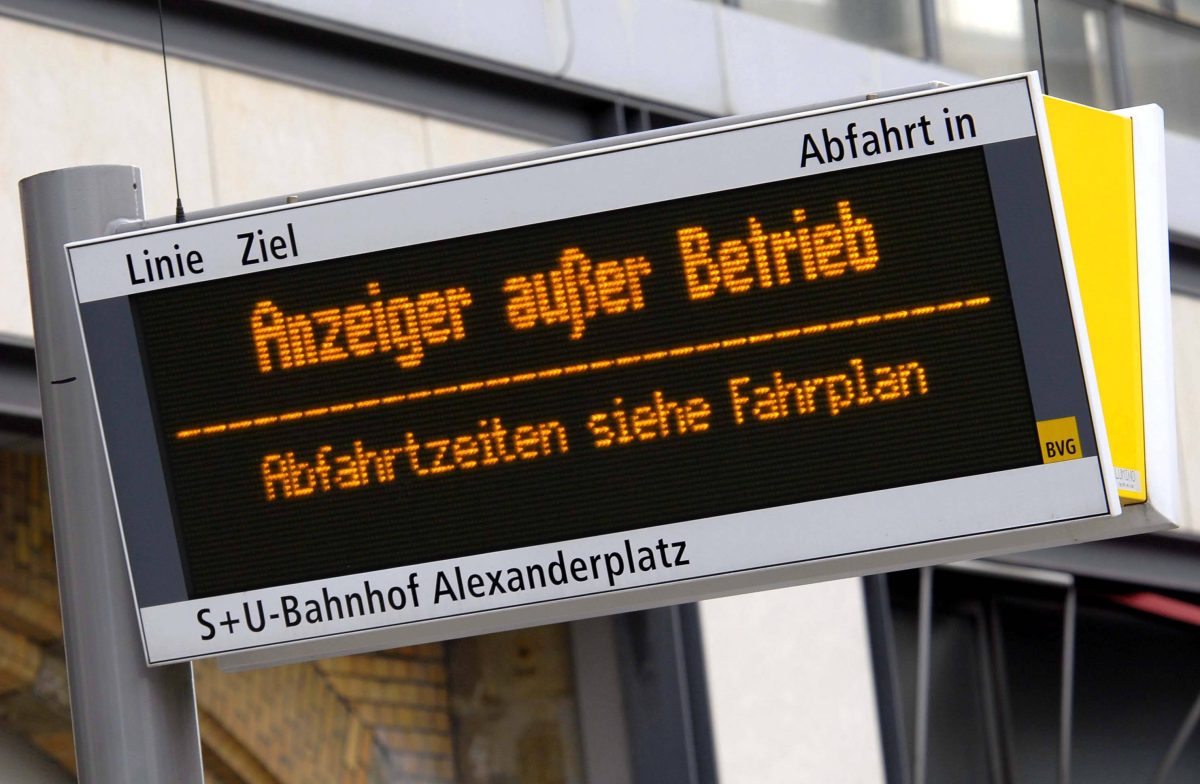 Linie Ziel Abfahrt in
Anzeiger außer Betrieb
Abfahrtzeiten siehe Fahrplan
BVG
S+U-Bahnhof Alexanderplatz